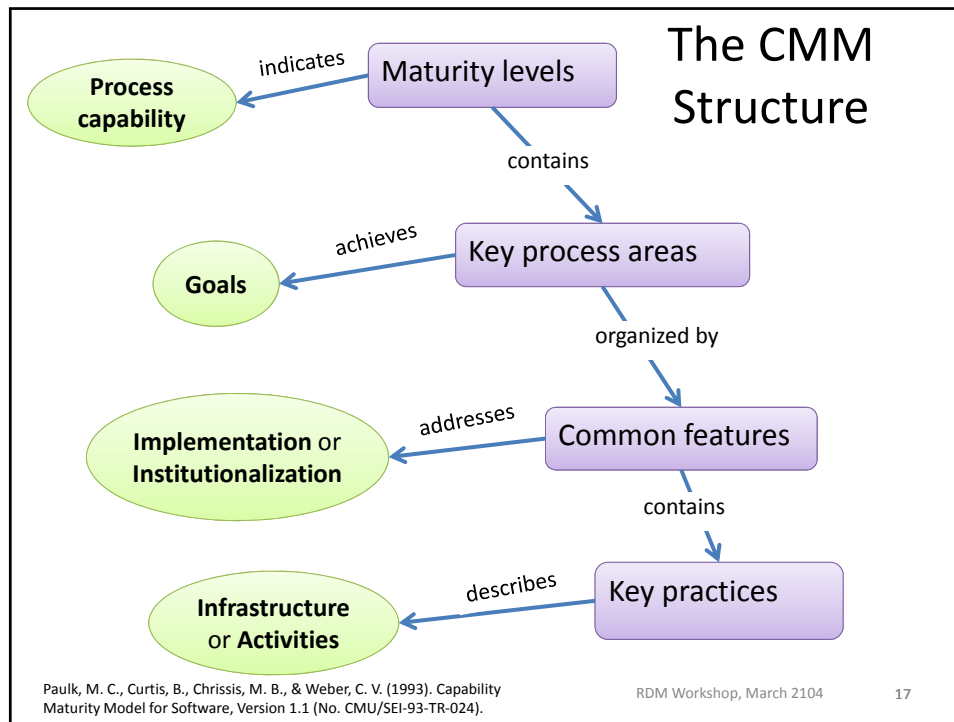 The CMM
Structure
indicates
Maturity levels
Process
capability
contains
achieves
Key process areas
Goals
organized by
addresses
Common features
Implementation or
Institutionalization
contains
describes
Key practices
Infrastructure
or Activities
Paulk, M. C., Curtis, B., Chrissis, M. B., & Weber, C. V. (1993). Capability
Maturity Model for Software, Version 1.1 (No. CMU/SEI-93-TR-024).
RDM Workshop, March 2104
17